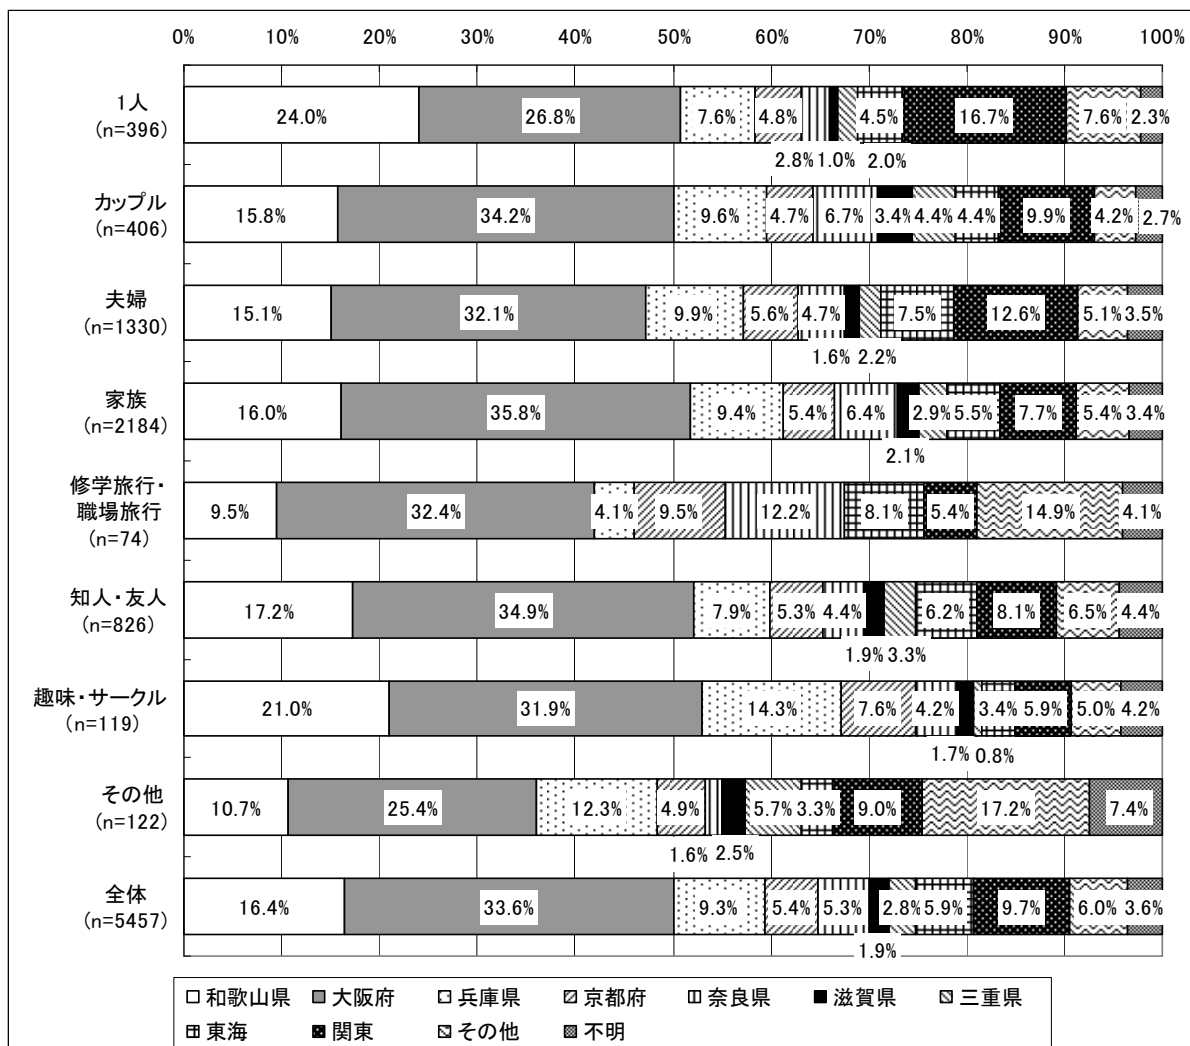 0% 10% 20% 30% 40% 50% 60% 70% 80% 90% 100%
1人
(n=396)
24.0% 26.8% 7.6% 4.8% 4.5% 16.7% 7.6% 2.3%
2.8% 1.0% 2.0%
カップル
(n=406)
15.8% 34.2% 9.6% 4.7% 6.7% 3.4% 4.4% 4.4% 9.9% 4.2% 2.7%
夫婦
(n=1330)
15.1% 32.1% 9.9% 5.6% 4.7% 7.5% 12.6% 5.1% 3.5%
1.6% 2.2%
家族
(n=2184)
16.0% 35.8% 9.4% 5.4% 6.4% 2.9% 5.5% 7.7% 5.4% 3.4%
2.1%
修学旅行・
職場旅行
(n=74)
9.5% 32.4% 4.1% 9.5% 12.2% 8.1% 5.4% 14.9% 4.1%
知人・友人
(n=826)
17.2% 34.9% 7.9% 5.3% 4.4% 6.2% 8.1% 6.5% 4.4%
1.9% 3.3%
趣味・サークル
(n=119)
21.0% 31.9% 14.3% 7.6% 4.2% 3.4% 5.9% 5.0% 4.2%
1.7% 0.8%
その他
(n=122)
10.7% 25.4% 12.3% 4.9% 5.7% 3.3% 9.0% 17.2% 7.4%
1.6% 2.5%
全体
(n=5457)
16.4% 33.6% 9.3% 5.4% 5.3% 2.8% 5.9% 9.7% 6.0% 3.6%
1.9%
和歌山県 大阪府 兵庫県 京都府 奈良県 滋賀県 三重県
東海 関東 その他 不明